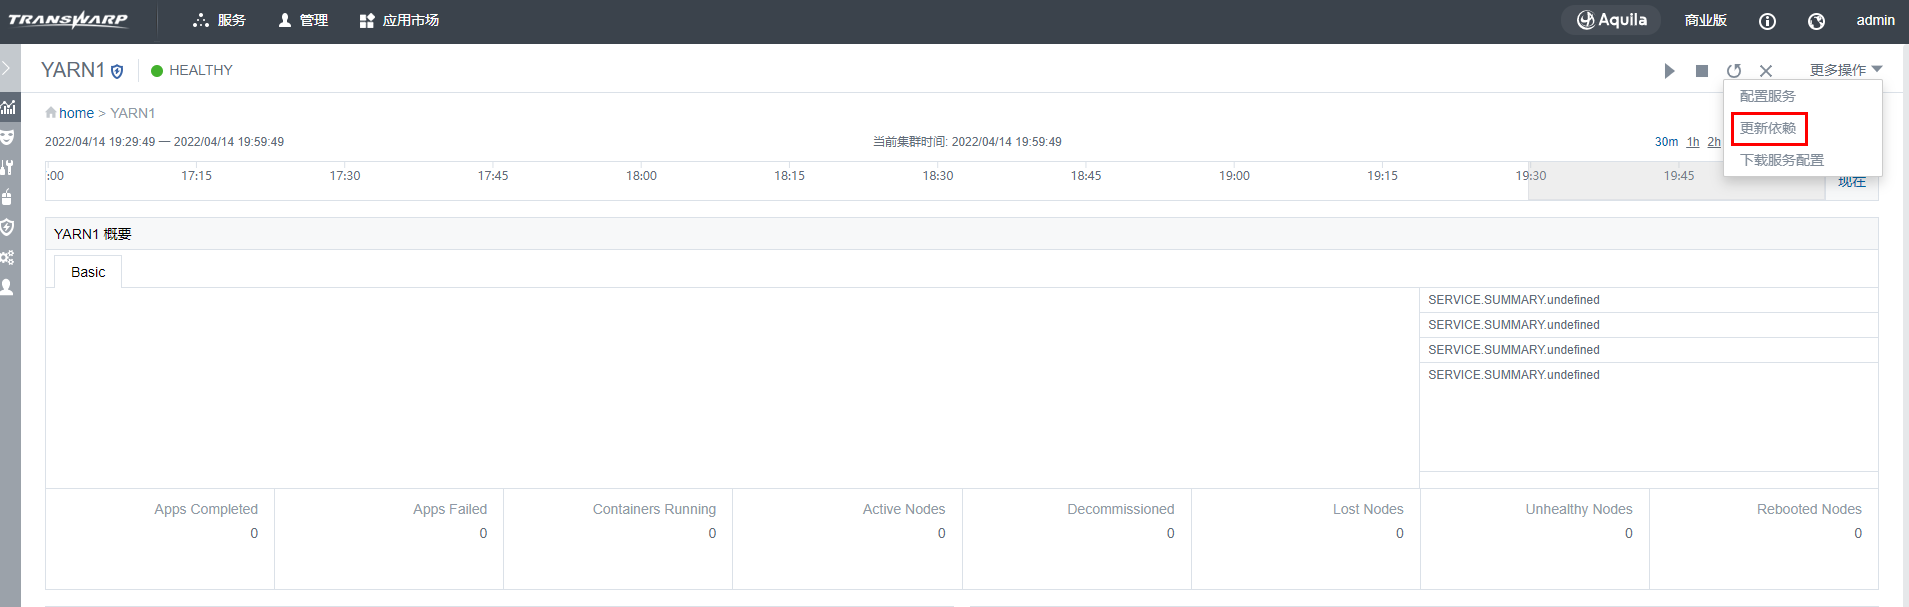 TRANSWARP 服务 管理 应用市场 Aquila 商业版 admin
YARN1 HEALTHY 更多操作
配置服务
home > YARN1
更新依赖
2022/04/14 19:29:49 — 2022/04/14 19:59:49 当前集群时间: 2022/04/14 19:59:49 30m 1h 2h
下载服务配置
:00 17:15 17:30 17:45 18:00 18:15 18:30 18:45 19:00 19:15 19:30 19:45 现在
YARN1 概要
Basic
SERVICE.SUMMARY.undefined
SERVICE.SUMMARY.undefined
SERVICE.SUMMARY.undefined
SERVICE.SUMMARY.undefined
Apps Completed Apps Failed Containers Running Active Nodes Decommissioned Lost Nodes Unhealthy Nodes Rebooted Nodes
0 0 0 0 0 0 0 0